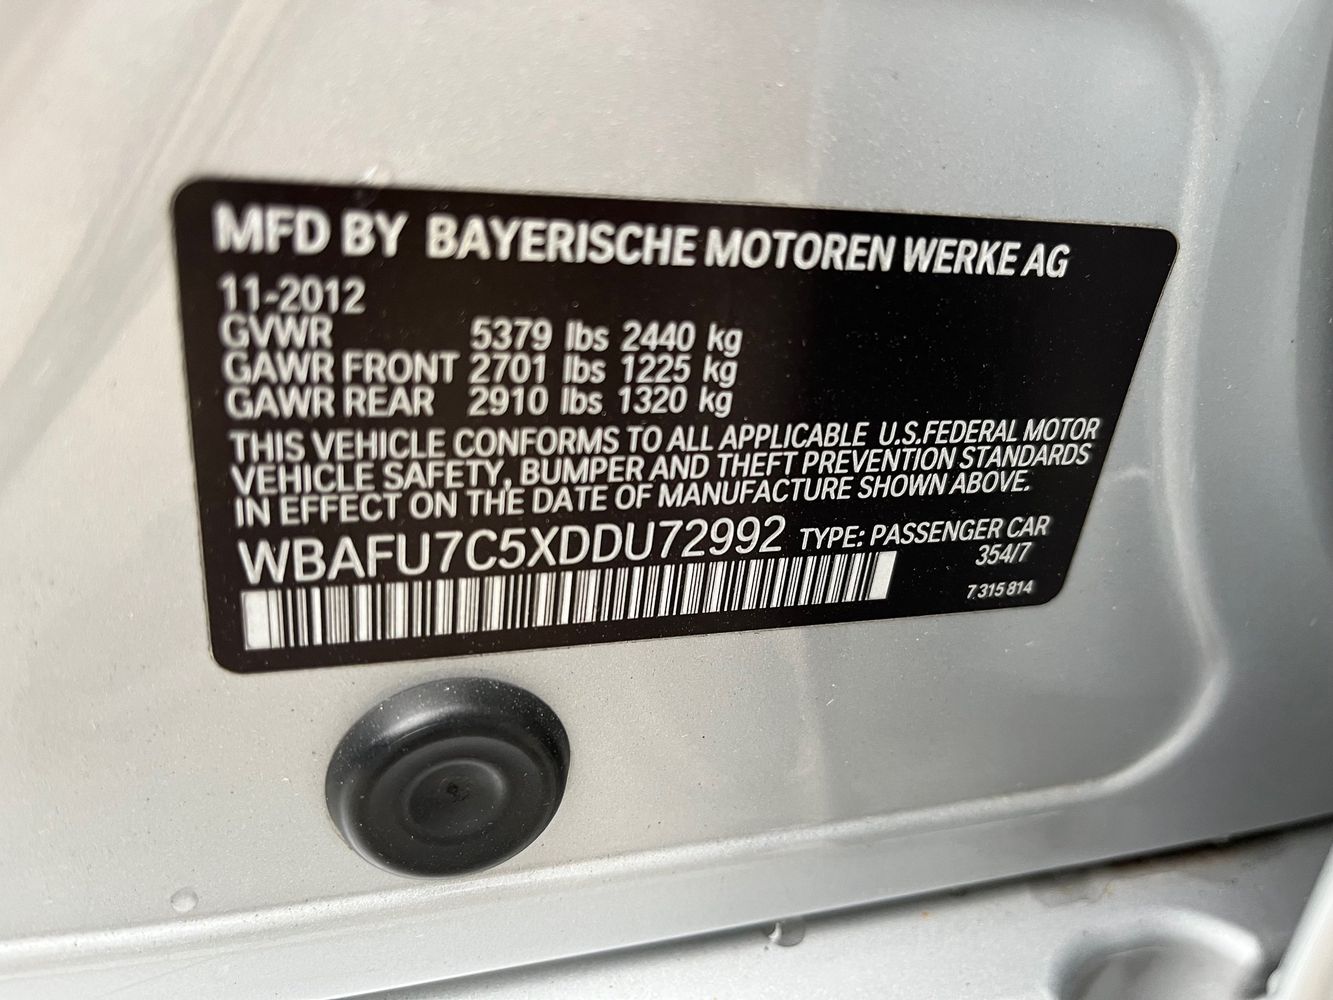 MFD BY BAYERISCHE MOTOREN WERKE AG
11-2012
GVWR 5379 lbs 2440 kg
GAWR FRONT 2701 lbs 1225 kg
GAWR REAR 2910 lbs 1320 kg
THIS VEHICLE CONFORMS TO ALL APPLICABLE U.S.FEDERAL MOTOR
VEHICLE SAFETY, BUMPER AND THEFT PREVENTION STANDARDS
IN EFFECT ON THE DATE OF MANUFACTURE SHOWN ABOVE.
WBAFU7C5XDDU72992 TYPE: PASSENGER CAR
354/7
7 315 814